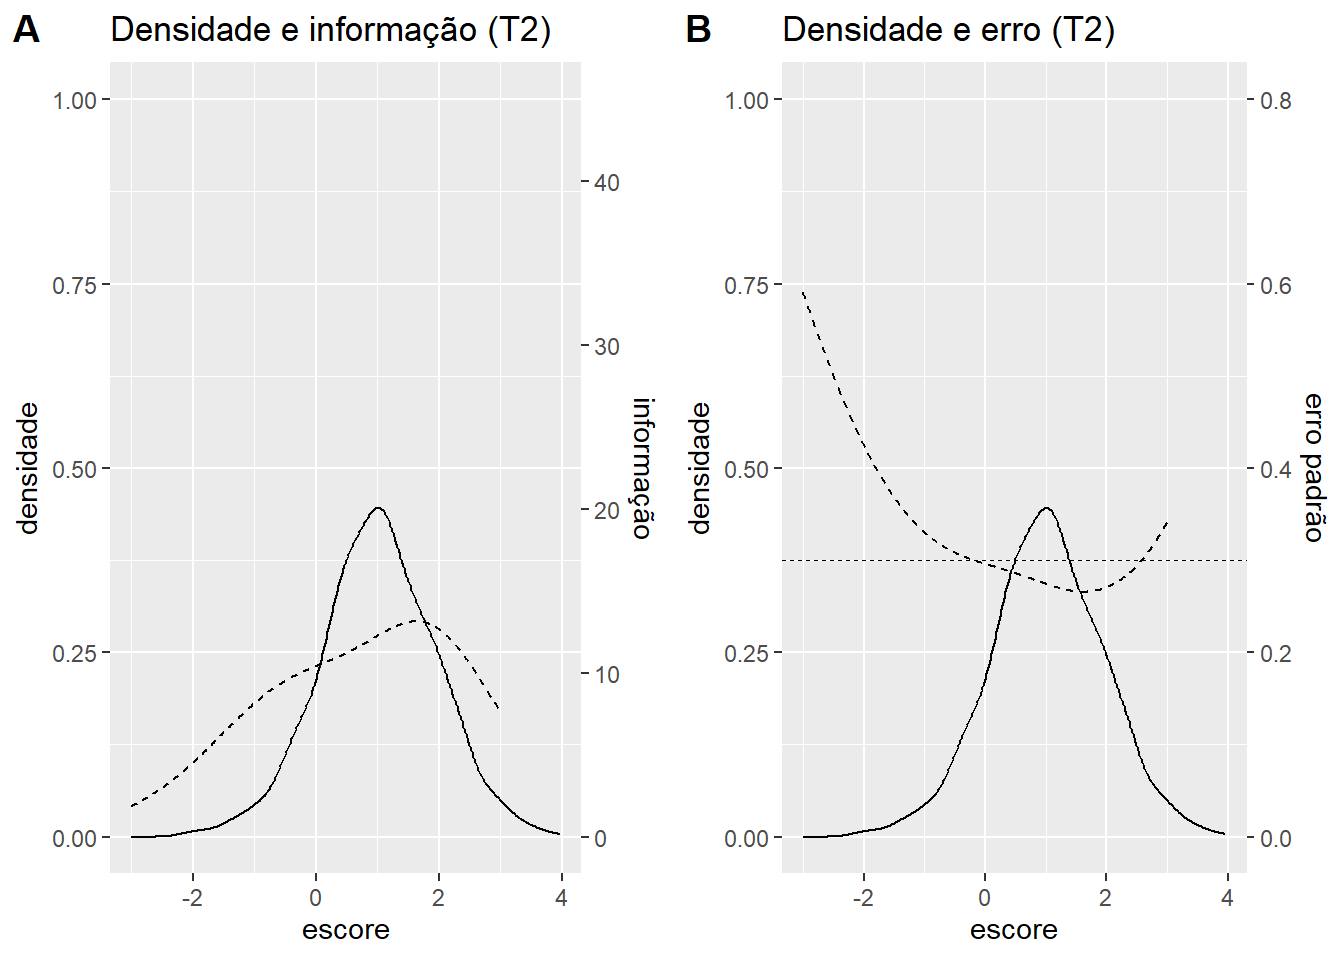 A
Densidade e informação (T2)
1.00
0.75
0.50
0.25
0.00
densidade
40
30
20
10
0
informação
-2 0 2 4
escore
B
Densidade e erro (T2)
1.00
0.75
0.50
0.25
0.00
densidade
0.8
0.6
0.4
0.2
0.0
erro padrão
-2 0 2 4
escore